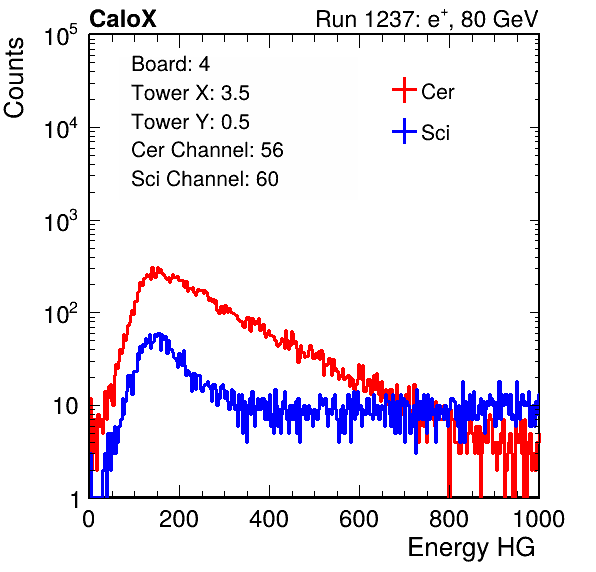 CaloX Run 1237: e⁺, 80 GeV
Board: 4
Tower X: 3.5
Tower Y: 0.5
Cer Channel: 56
Sci Channel: 60
Cer
Sci
Counts
10⁵
10⁴
10³
10²
10
1
0 200 400 600 800 1000
Energy HG